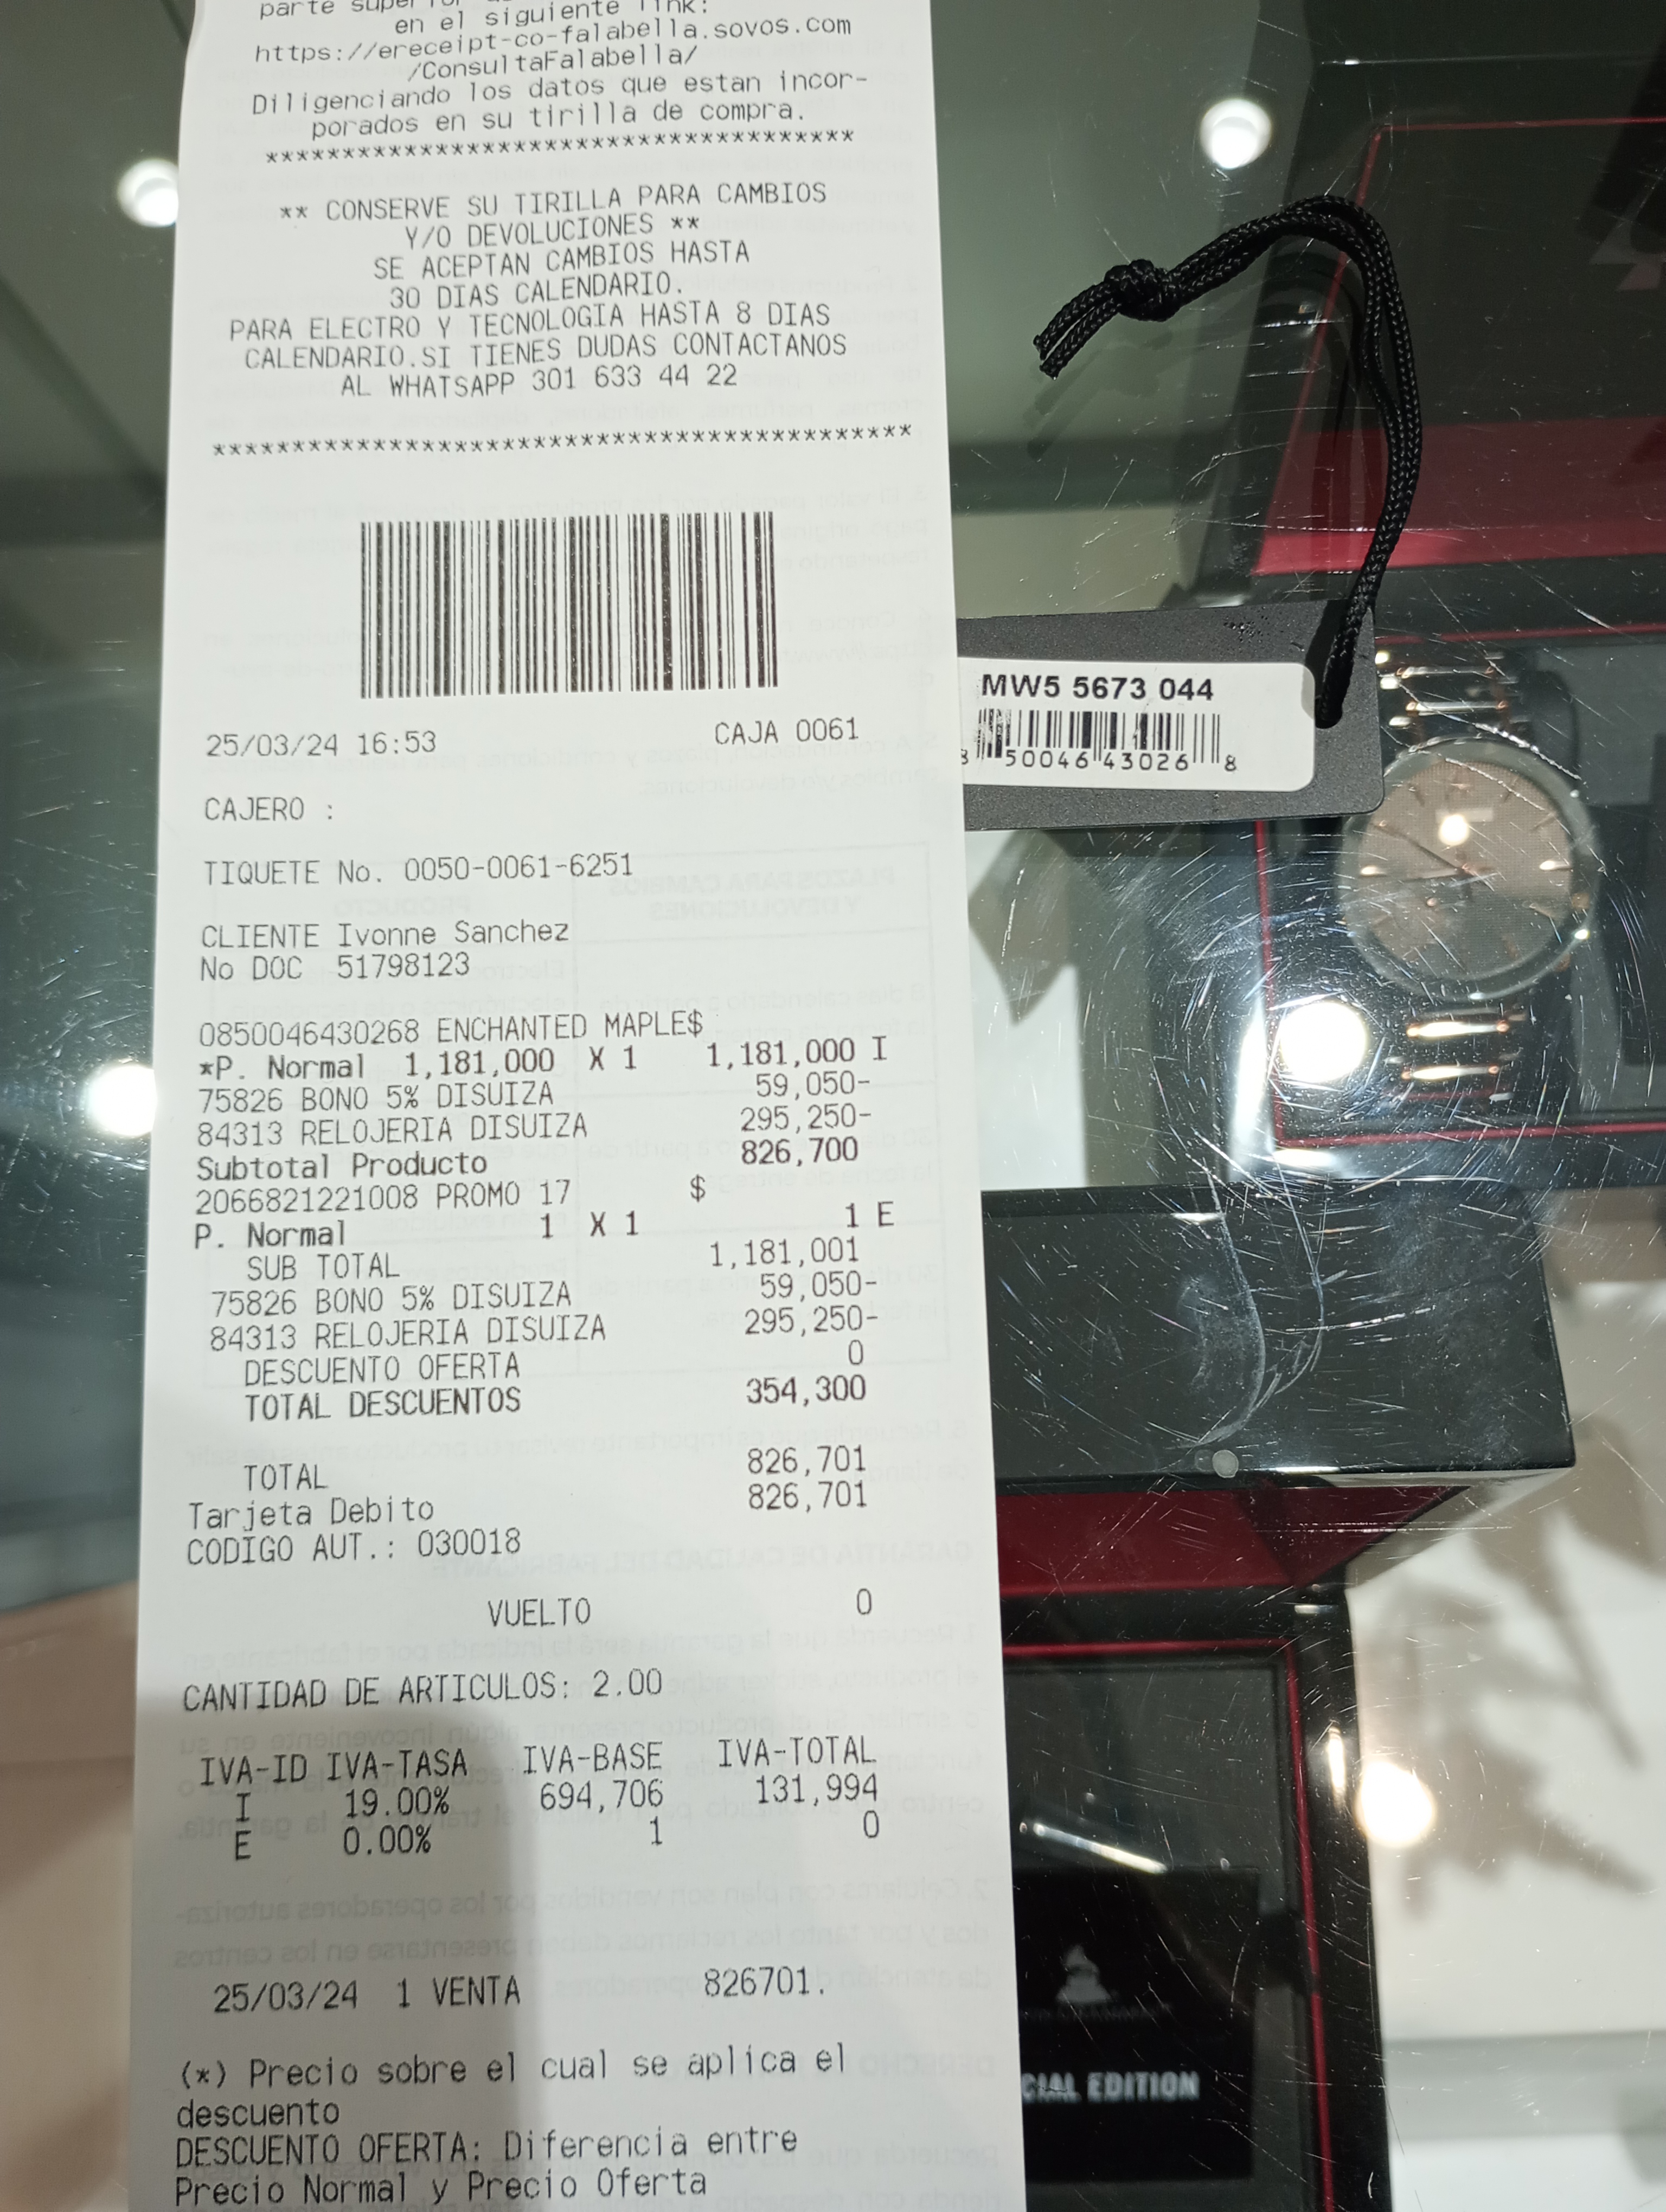 en el siguiente link:
https://ereceipt-co-falabella.sovos.com
/ConsultaFalabella/
Diligenciando los datos que estan incor-
porados en su tirilla de compra.
**************************************
** CONSERVE SU TIRILLA PARA CAMBIOS
Y/O DEVOLUCIONES **
SE ACEPTAN CAMBIOS HASTA
30 DIAS CALENDARIO.
PARA ELECTRO Y TECNOLOGIA HASTA 8 DIAS
CALENDARIO.SI TIENES DUDAS CONTACTANOS
AL WHATSAPP 301 633 44 22
*********************************************
25/03/24 16:53 CAJA 0061
CAJERO :
TIQUETE No. 0050-0061-6251
CLIENTE Ivonne Sanchez
No DOC 51798123
0850046430268 ENCHANTED MAPLE$
*P. Normal 1,181,000 X 1 1,181,000 I
75826 BONO 5% DISUIZA 59,050-
84313 RELOJERIA DISUIZA 295,250-
Subtotal Producto 826,700
2066821221008 PROMO 17 $
P. Normal 1 X 1 1 E
SUB TOTAL 1,181,001
75826 BONO 5% DISUIZA 59,050-
84313 RELOJERIA DISUIZA 295,250-
DESCUENTO OFERTA 0
TOTAL DESCUENTOS 354,300
TOTAL 826,701
Tarjeta Debito 826,701
CODIGO AUT.: 030018
VUELTO 0
CANTIDAD DE ARTICULOS: 2.00
IVA-ID IVA-TASA IVA-BASE IVA-TOTAL
I 19.00% 694,706 131,994
E 0.00% 1 0
25/03/24 1 VENTA 826701.
(*) Precio sobre el cual se aplica el
descuento
DESCUENTO OFERTA: Diferencia entre
Precio Normal y Precio Oferta
MW5 5673 044
8 50046 43026 8
CIAL EDITION